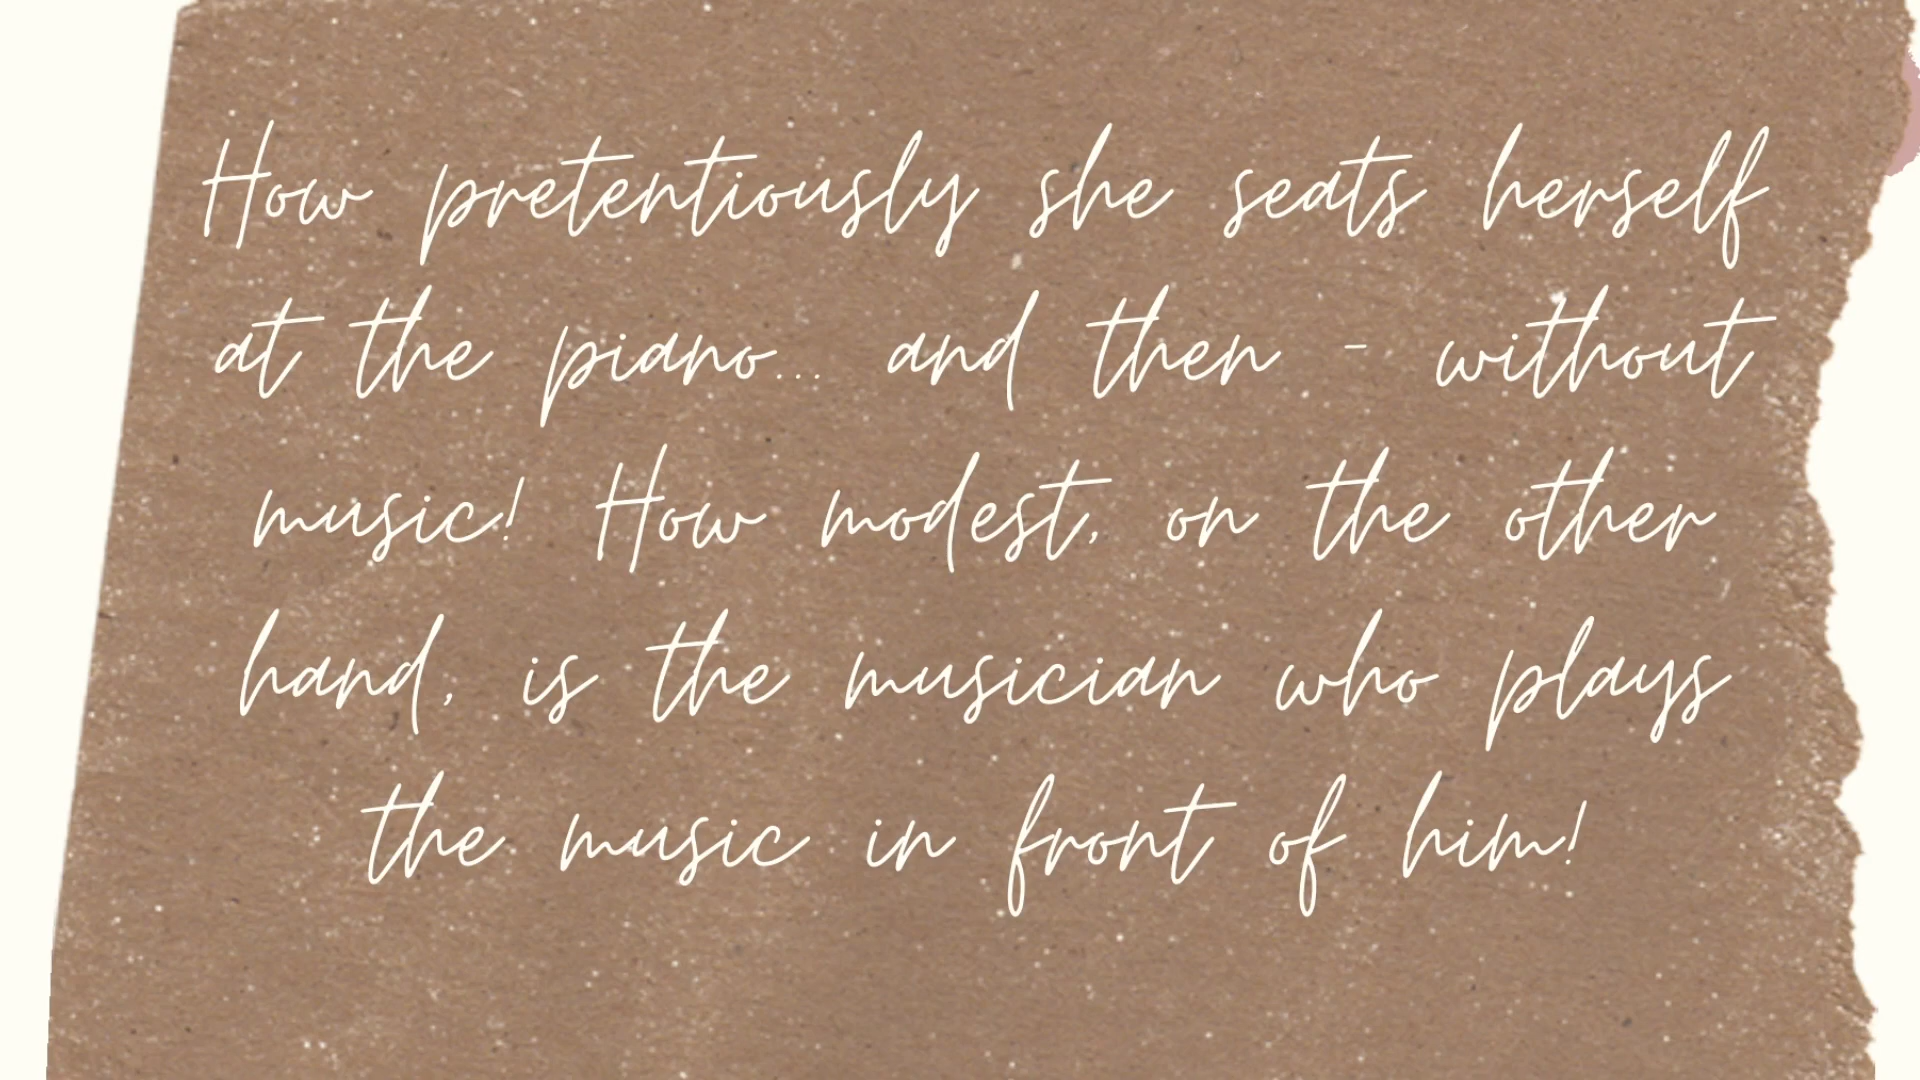 How pretentiously she seats herself
at the piano... and then - without
music! How modest, on the other
hand, is the musician who plays
the music in front of him!